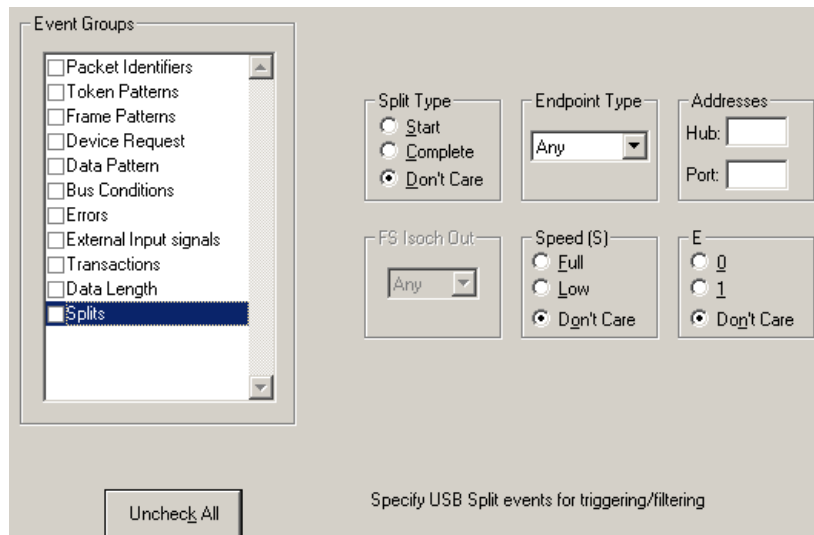 Event Groups
Packet Identifiers
Token Patterns
Frame Patterns
Device Request
Data Pattern
Bus Conditions
Errors
External Input signals
Transactions
Data Length
Splits
Uncheck All
Split Type
Start
Complete
Don't Care
Endpoint Type
Any
Addresses
Hub:
Port:
FS Isoch Out
Any
Speed (S)
Full
Low
Don't Care
E
0
1
Don't Care
Specify USB Split events for triggering/filtering